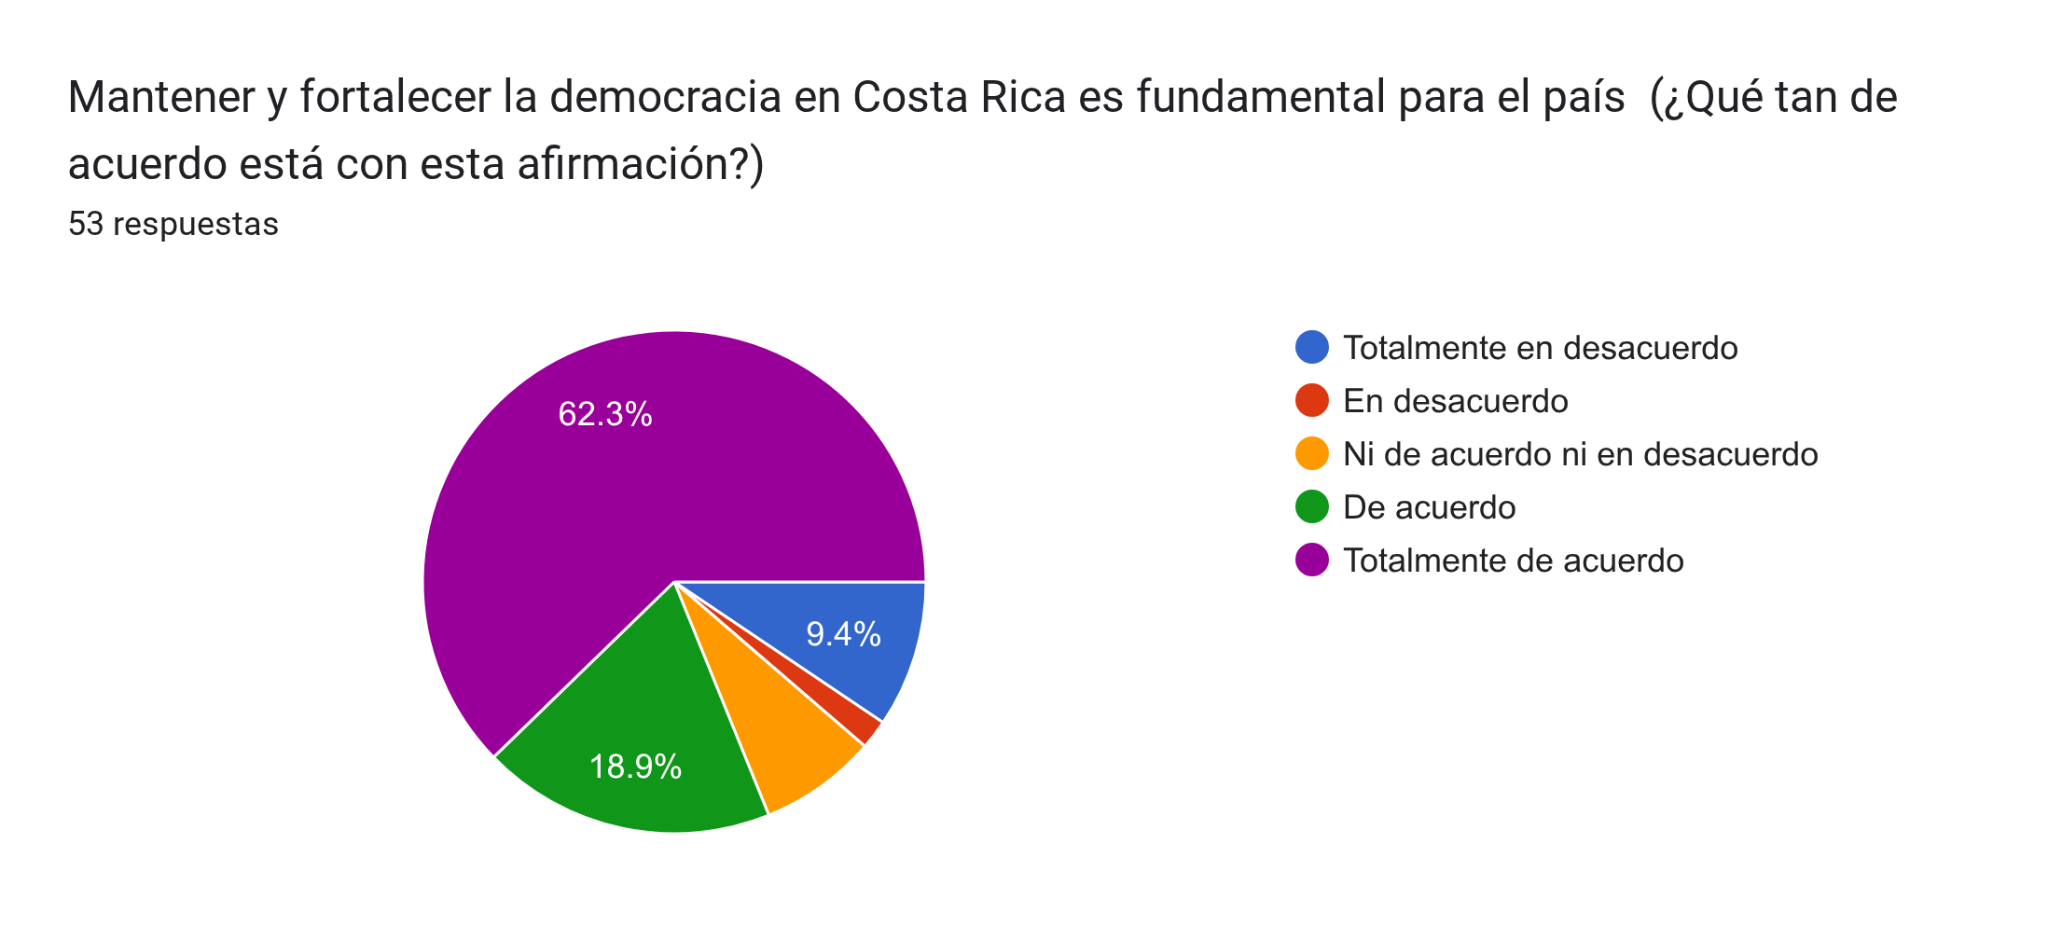 Mantener y fortalecer la democracia en Costa Rica es fundamental para el país  (¿Qué tan de
acuerdo está con esta afirmación?)
53 respuestas
62.3%
9.4%
18.9%
Totalmente en desacuerdo
En desacuerdo
Ni de acuerdo ni en desacuerdo
De acuerdo
Totalmente de acuerdo